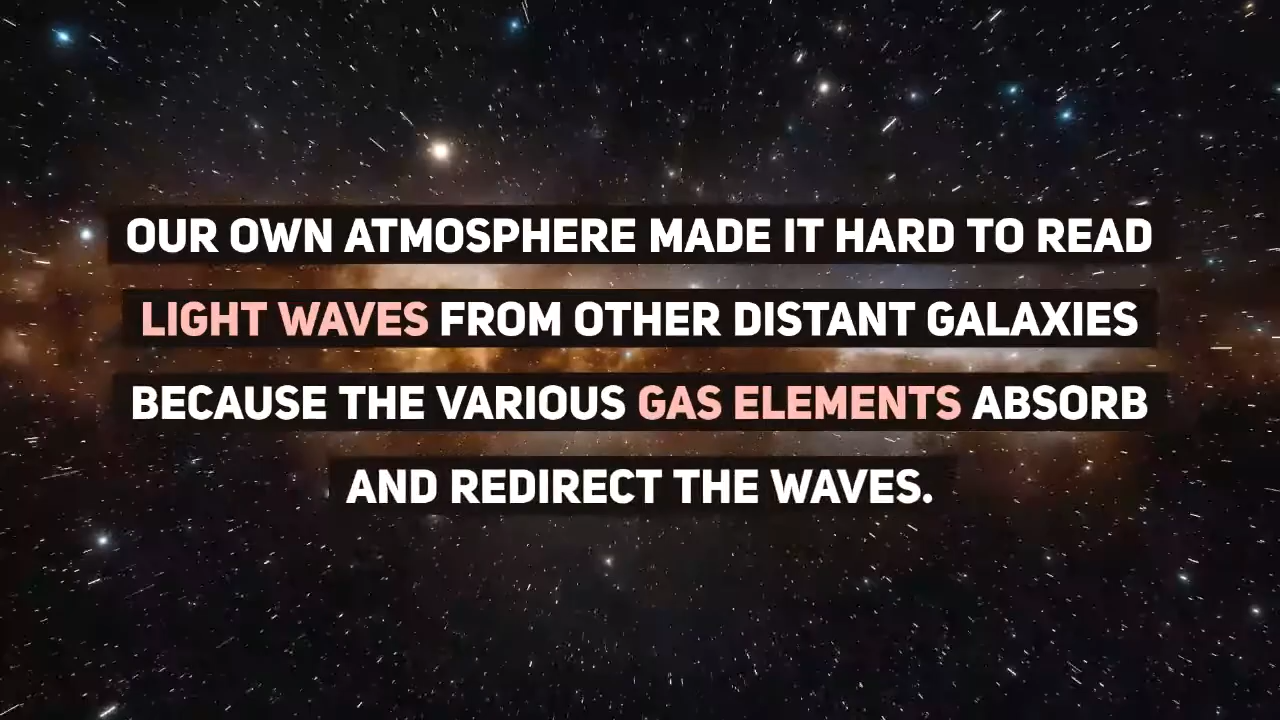 OUR OWN ATMOSPHERE MADE IT HARD TO READ
LIGHT WAVES FROM OTHER DISTANT GALAXIES
BECAUSE THE VARIOUS GAS ELEMENTS ABSORB
AND REDIRECT THE WAVES.